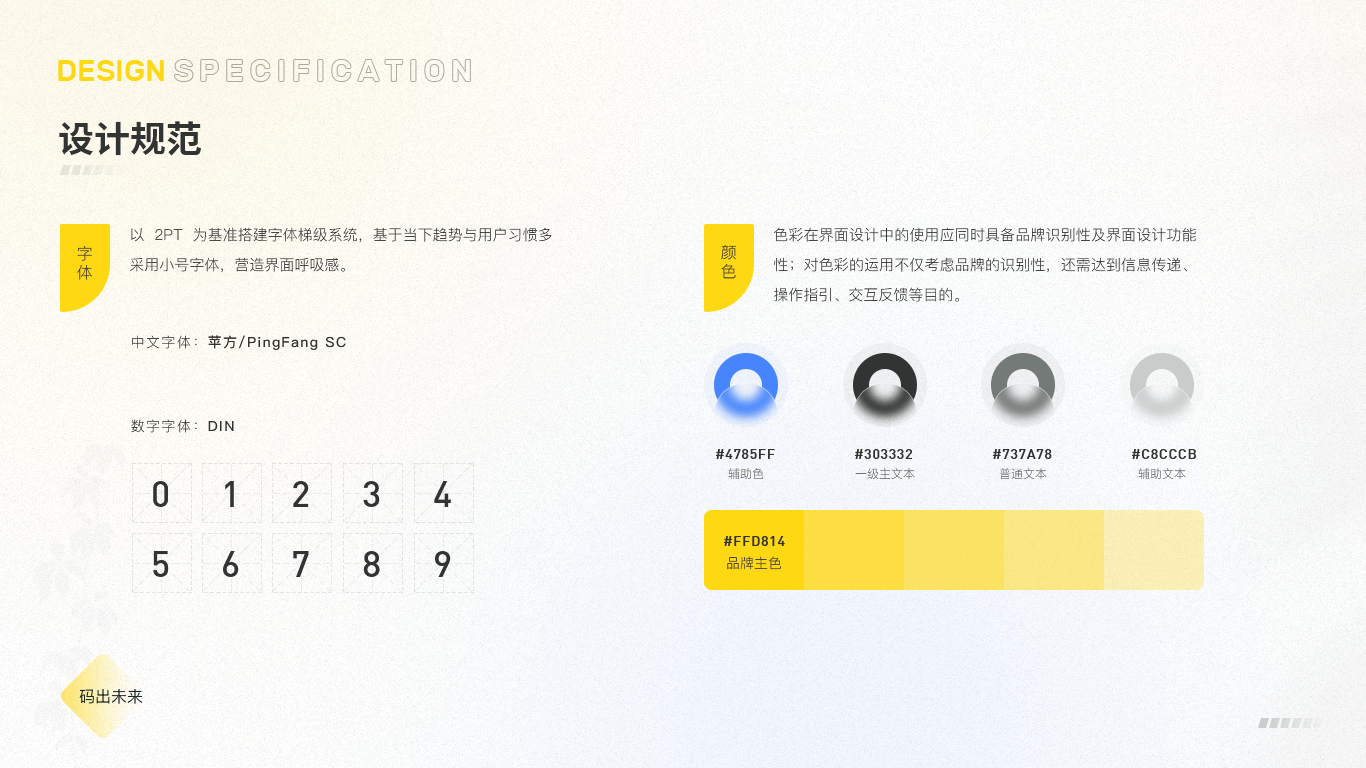 DESIGN SPECIFICATION
设计规范
字体
以 2PT 为基准搭建字体梯级系统，基于当下趋势与用户习惯多
采用小号字体，营造界面呼吸感。
中文字体：苹方/PingFang SC
数字字体：DIN
0 1 2 3 4
5 6 7 8 9
颜色
色彩在界面设计中的使用应同时具备品牌识别性及界面设计功能
性；对色彩的运用不仅考虑品牌的识别性，还需达到信息传递、
操作指引、交互反馈等目的。
#4785FF #303332 #737A78 #C8CCCB
辅助色 一级主文本 普通文本 辅助文本
#FFD814
品牌主色
码出未来